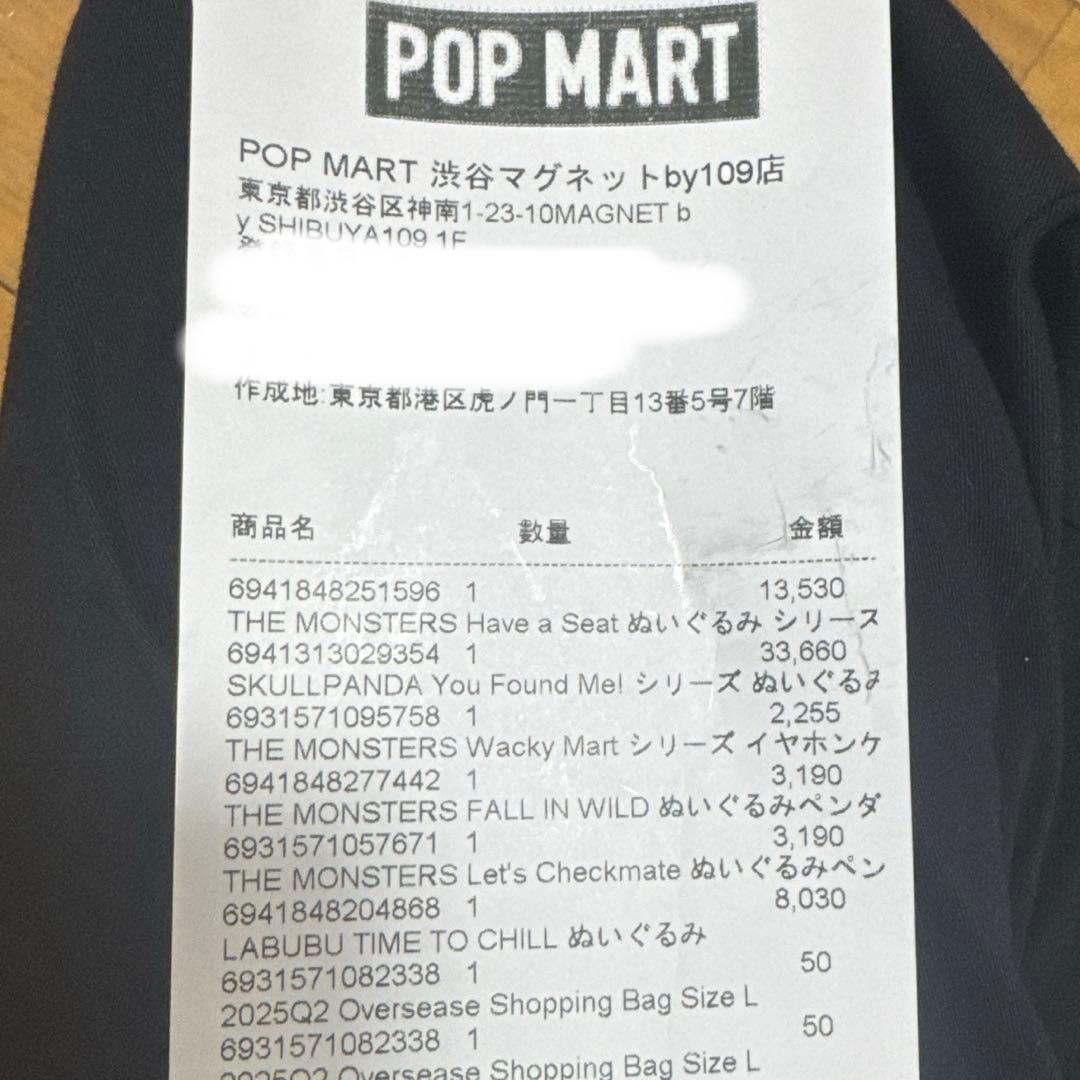 POP MART
POP MART 渋谷マグネットby109店
東京都渋谷区神南1-23-10MAGNET b
y SHIBUYA109 1F
作成地:東京都港区虎ノ門一丁目13番5号7階
商品名 数量 金額
6941848251596 1 13,530
THE MONSTERS Have a Seat ぬいぐるみ シリース
6941313029354 1 33,660
SKULLPANDA You Found Me! シリーズ ぬいぐるみ
6931571095758 1 2,255
THE MONSTERS Wacky Mart シリーズ イヤホンケ
6941848277442 1 3,190
THE MONSTERS FALL IN WILD ぬいぐるみペンダ
6931571057671 1 3,190
THE MONSTERS Let's Checkmate ぬいぐるみペン
6941848204868 1 8,030
LABUBU TIME TO CHILL ぬいぐるみ
6931571082338 1 50
2025Q2 Oversease Shopping Bag Size L
6931571082338 1 50
2025Q2 Oversease Shopping Bag Size L